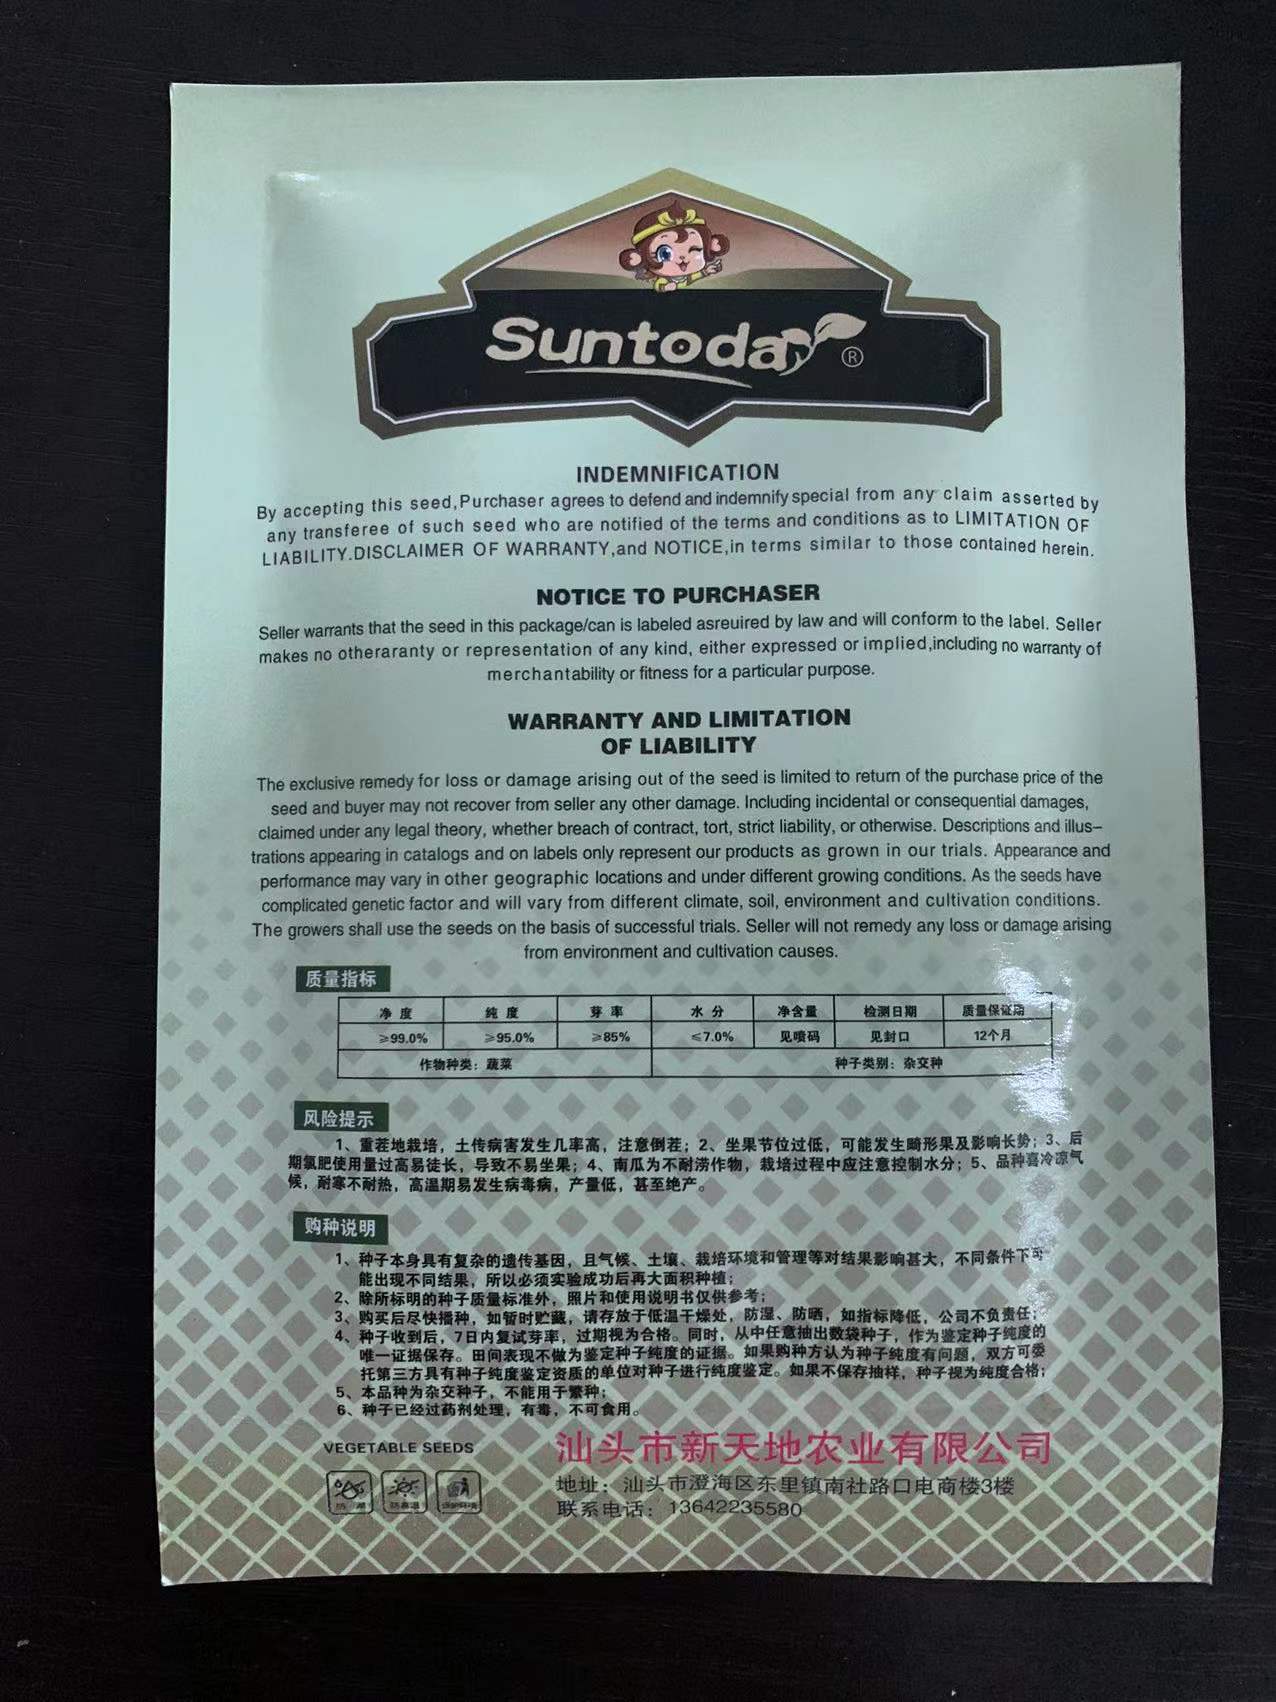 Suntoday®
INDEMNIFICATION
By accepting this seed,Purchaser agrees to defend and indemnify special from any claim asserted by
any transferee of such seed who are notified of the terms and conditions as to LIMITATION OF
LIABILITY.DISCLAIMER OF WARRANTY,and NOTICE,in terms similar to those contained herein.
NOTICE TO PURCHASER
Seller warrants that the seed in this package/can is labeled asreuired by law and will conform to the label. Seller
makes no otheraranty or representation of any kind, either expressed or implied,including no warranty of
merchantability or fitness for a particular purpose.
WARRANTY AND LIMITATION
OF LIABILITY
The exclusive remedy for loss or damage arising out of the seed is limited to return of the purchase price of the
seed and buyer may not recover from seller any other damage. Including incidental or consequential damages,
claimed under any legal theory, whether breach of contract, tort, strict liability, or otherwise. Descriptions and illus–
trations appearing in catalogs and on labels only represent our products as grown in our trials. Appearance and
performance may vary in other geographic locations and under different growing conditions. As the seeds have
complicated genetic factor and will vary from different climate, soil, environment and cultivation conditions.
The growers shall use the seeds on the basis of successful trials. Seller will not remedy any loss or damage arising
from environment and cultivation causes.
质量指标
净度 纯度 芽率 水分 净含量 检测日期 质量保证期
≥99.0% ≥95.0% ≥85% ≤7.0% 见喷码 见封口 12个月
作物种类：蔬菜 种子类别：杂交种
风险提示
1、重茬地栽培，土传病害发生几率高，注意倒茬；2、坐果节位过低，可能发生畸形果及影响长势；3、后
期氮肥使用量过高易徒长，导致不易坐果；4、南瓜为不耐涝作物，栽培过程中应注意控制水分；5、品种喜冷凉气
候，耐寒不耐热，高温期易发生病毒病，产量低，甚至绝产。
购种说明
1、种子本身具有复杂的遗传基因，且气候、土壤、栽培环境和管理等对结果影响甚大，不同条件下可
能出现不同结果，所以必须实验成功后再大面积种植；
2、除所标明的种子质量标准外，照片和使用说明书仅供参考；
3、购买后尽快播种，如暂时贮藏，请存放于低温干燥处，防湿、防晒，如指标降低，公司不负责任；
4、种子收到后，7日内复试芽率，过期视为合格。同时，从中任意抽出数袋种子，作为鉴定种子纯度的
唯一证据保存。田间表现不做为鉴定种子纯度的证据。如果购种方认为种子纯度有问题，双方可委
托第三方具有种子纯度鉴定资质的单位对种子进行纯度鉴定。如果不保存抽样，种子视为纯度合格；
5、本品种为杂交种子，不能用于繁种；
6、种子已经过药剂处理，有毒，不可食用。
VEGETABLE SEEDS
汕头市新天地农业有限公司
地址：汕头市澄海区东里镇南社路口电商楼3楼
联系电话：13642235580